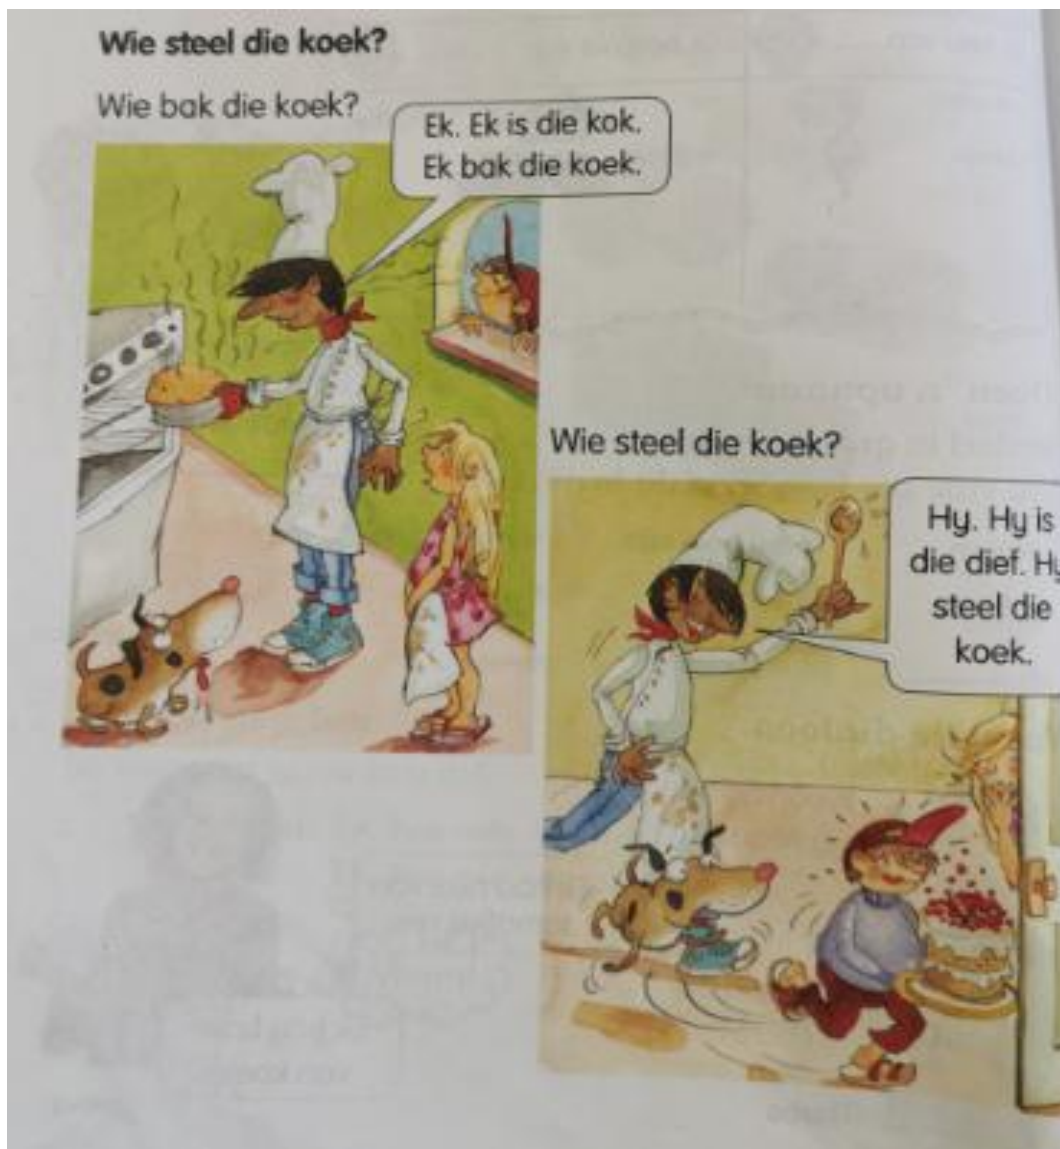 Wie steel die koek?
Wie bak die koek?
Ek. Ek is die kok.
Ek bak die koek.
Wie steel die koek?
Hy. Hy is
die dief. Hy
steel die
koek.